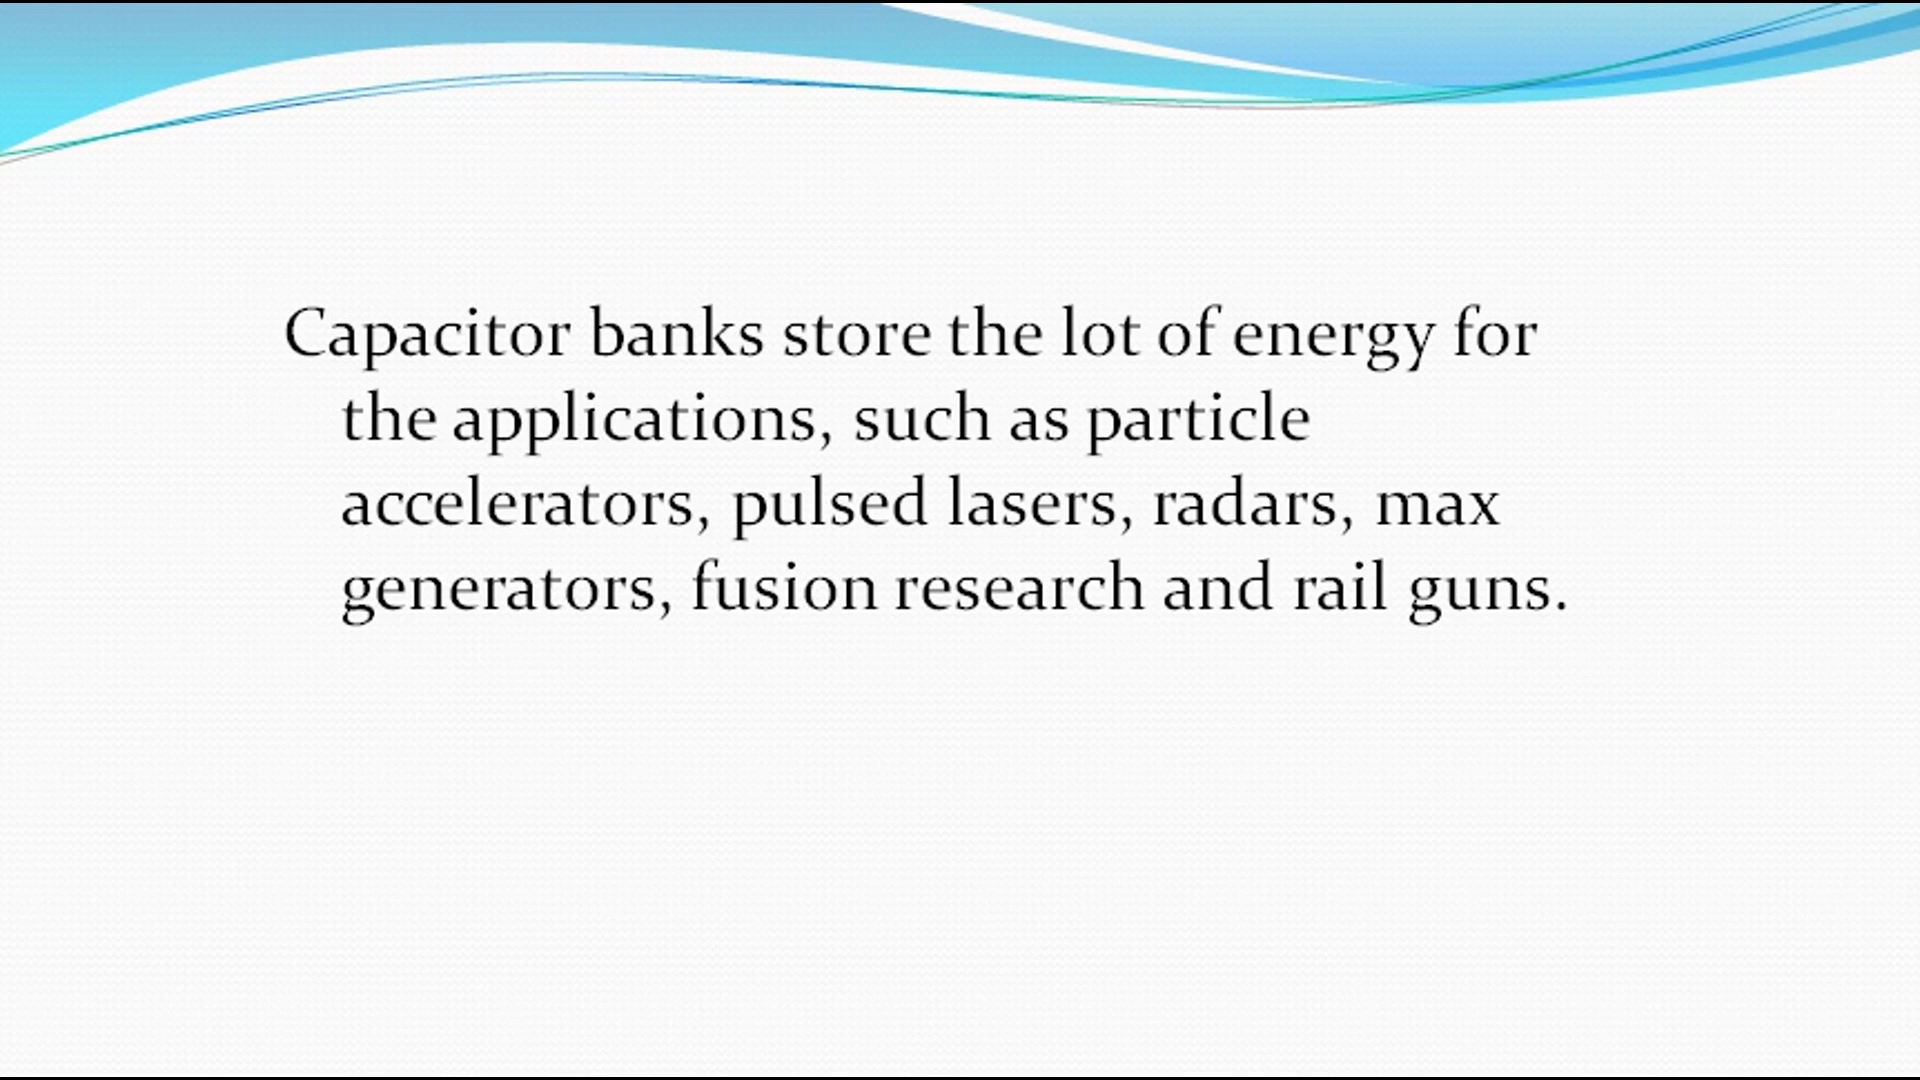 Capacitor banks store the lot of energy for
the applications, such as particle
accelerators, pulsed lasers, radars, max
generators, fusion research and rail guns.